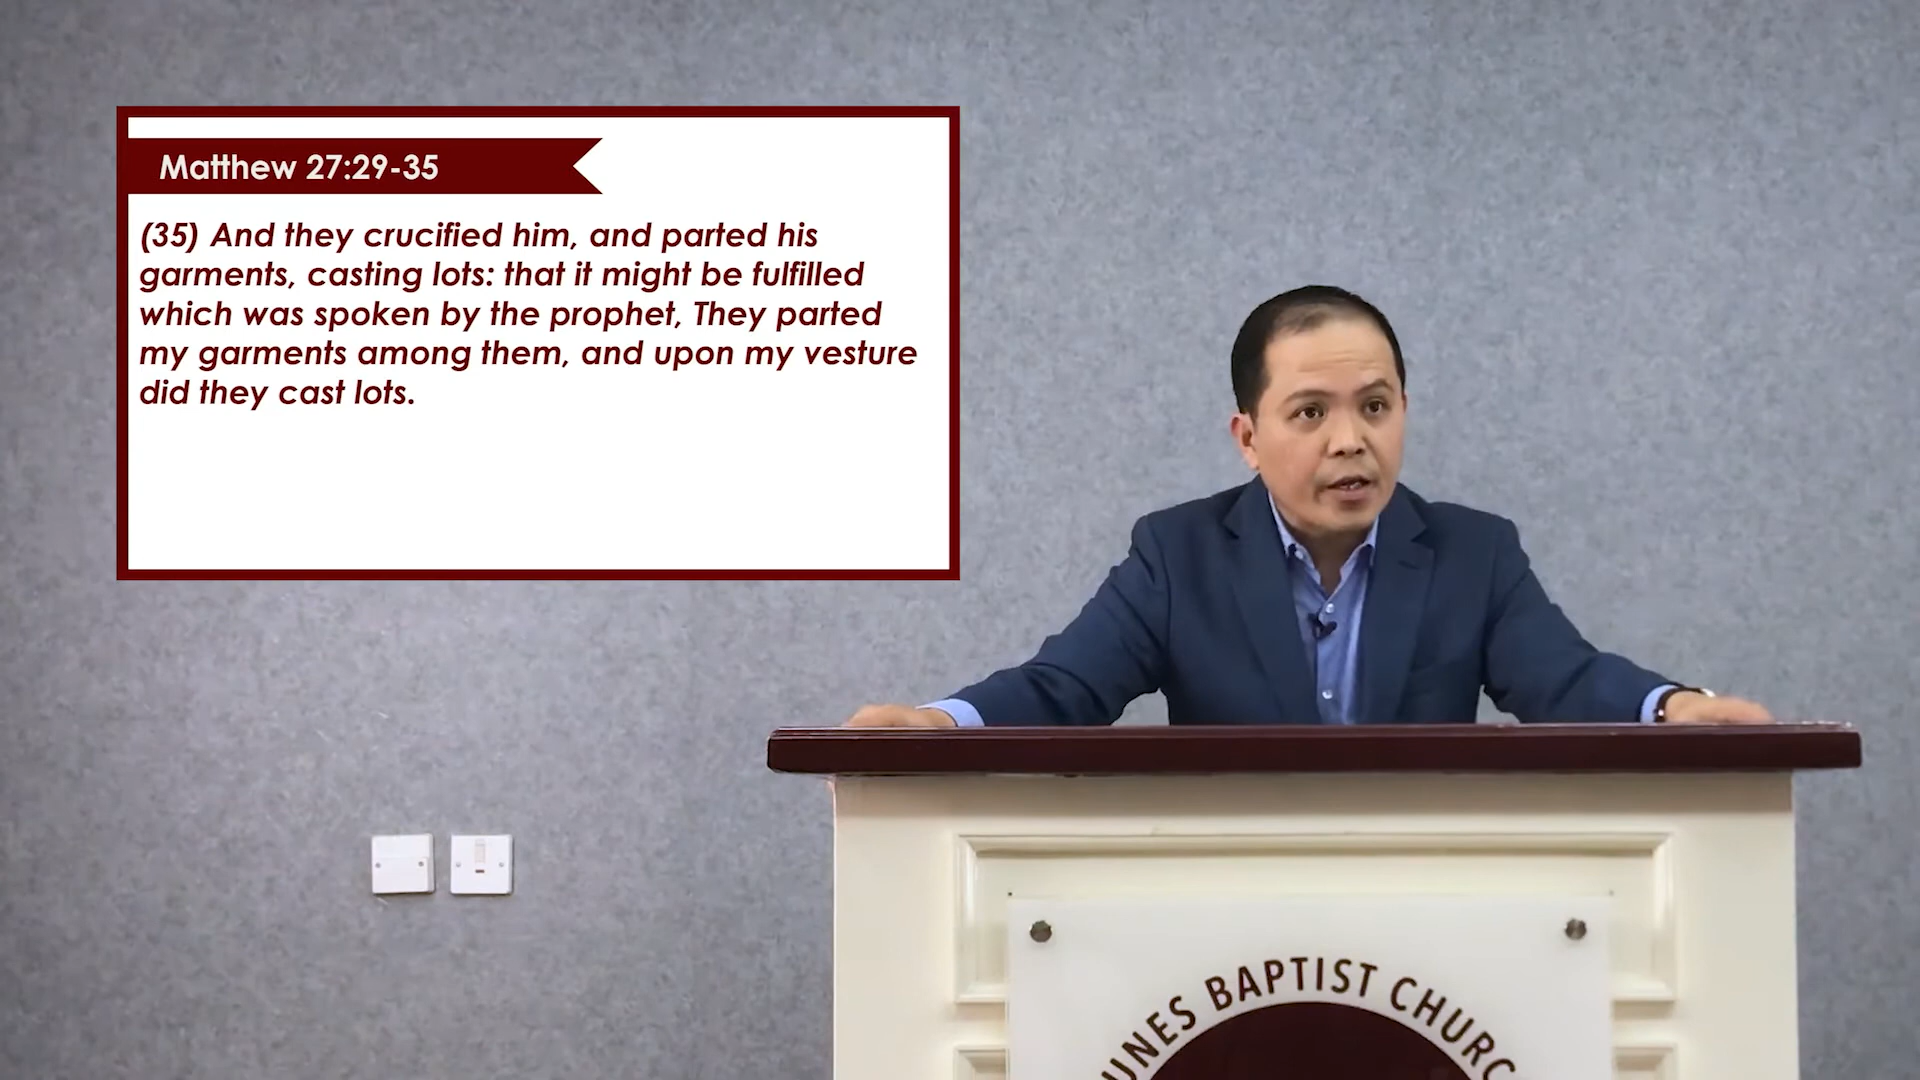 Matthew 27:29-35
(35) And they crucified him, and parted his
garments, casting lots: that it might be fulfilled
which was spoken by the prophet, They parted
my garments among them, and upon my vesture
did they cast lots.
BAPTIST